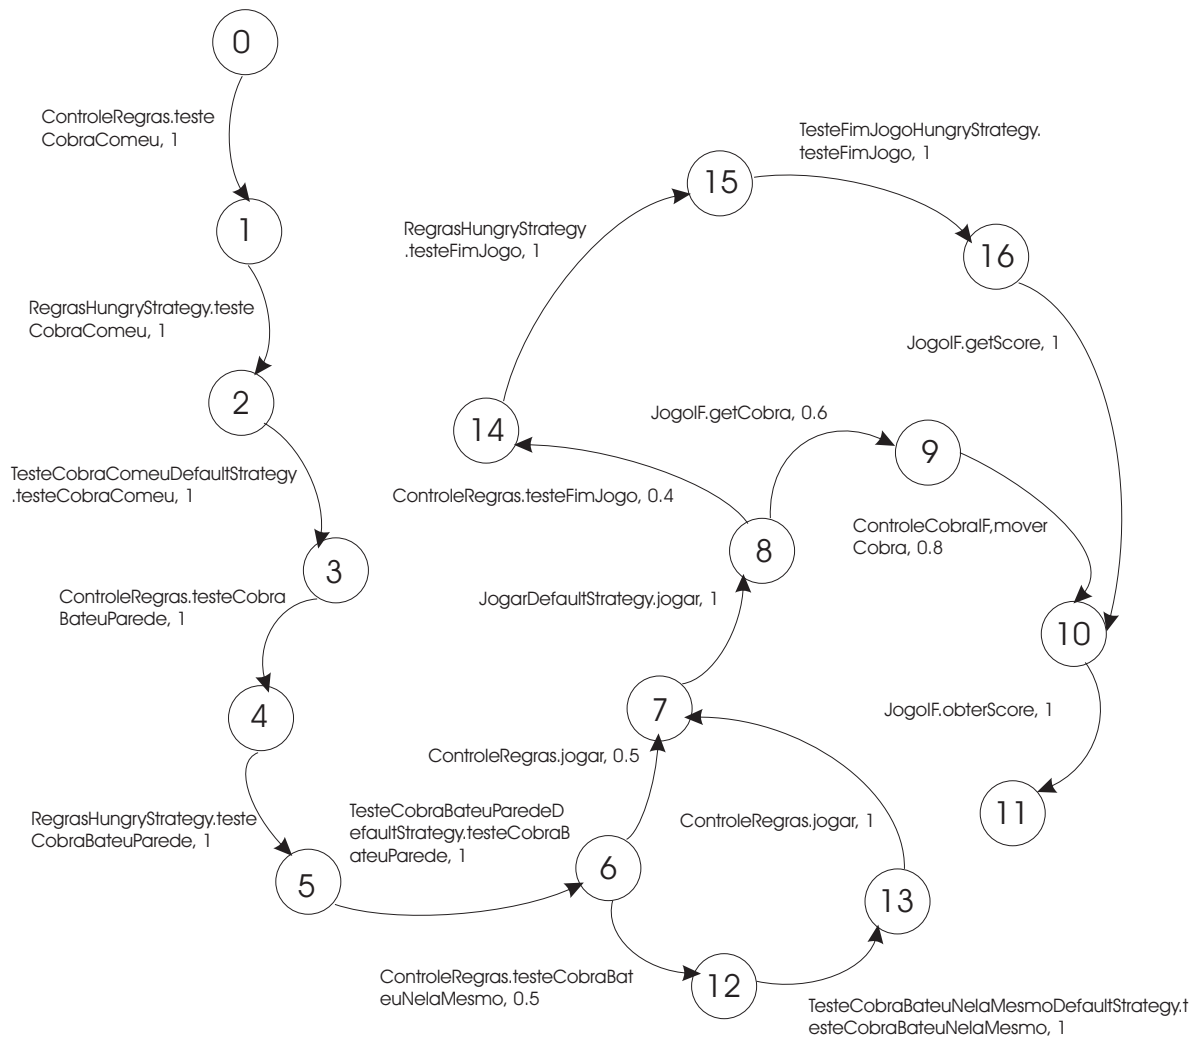 0
ControleRegras.teste
CobraComeu, 1
1
RegrasHungryStrategy.teste
CobraComeu, 1
2
TesteCobraComeuDefaultStrategy
.testeCobraComeu, 1
3
ControleRegras.testeCobra
BateuParede, 1
4
RegrasHungryStrategy.teste
CobraBateuParede, 1
5
TesteCobraBateuParedeD
efaultStrategy.testeCobraB
ateuParede, 1
6
ControleRegras.jogar, 0.5
7
ControleRegras.testeCobraBat
euNelaMesmo, 0.5
12
TesteCobraBateuNelaMesmoDefaultStrategy.t
esteCobraBateuNelaMesmo, 1
13
ControleRegras.jogar, 1
JogarDefaultStrategy.jogar, 1
8
JogoIF.getCobra, 0.6
9
ControleCobraIF,mover
Cobra, 0.8
10
JogoIF.obterScore, 1
11
ControleRegras.testeFimJogo, 0.4
14
RegrasHungryStrategy
.testeFimJogo, 1
15
TesteFimJogoHungryStrategy.
testeFimJogo, 1
16
JogoIF.getScore, 1